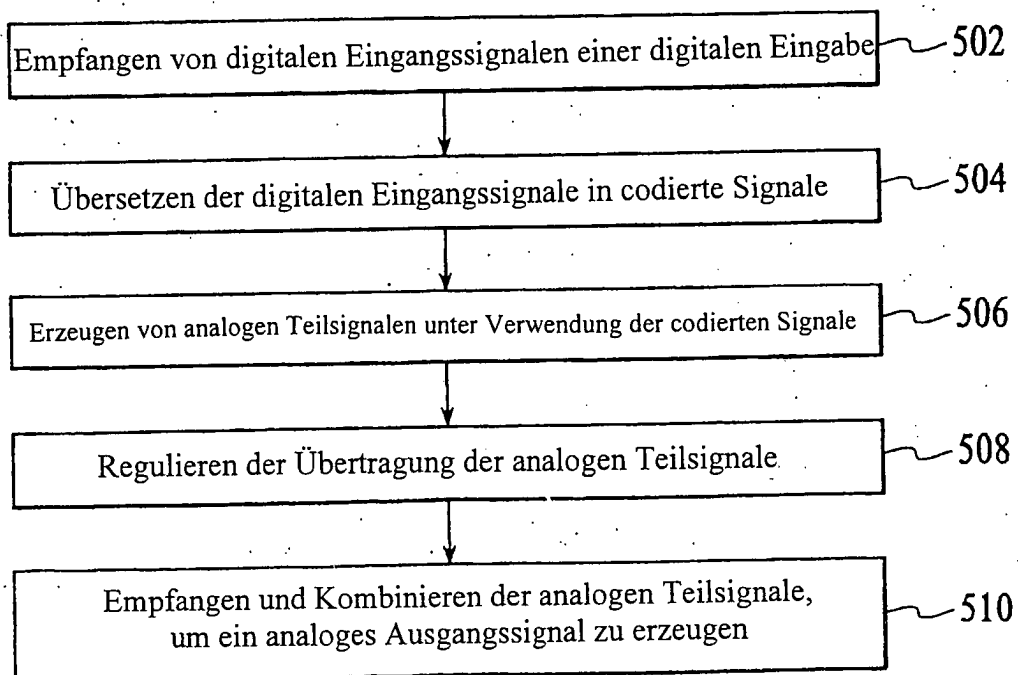 Empfangen von digitalen Eingangssignalen einer digitalen Eingabe 502
Übersetzen der digitalen Eingangssignale in codierte Signale 504
Erzeugen von analogen Teilsignalen unter Verwendung der codierten Signale 506
Regulieren der Übertragung der analogen Teilsignale 508
Empfangen und Kombinieren der analogen Teilsignale,
um ein analoges Ausgangssignal zu erzeugen 510